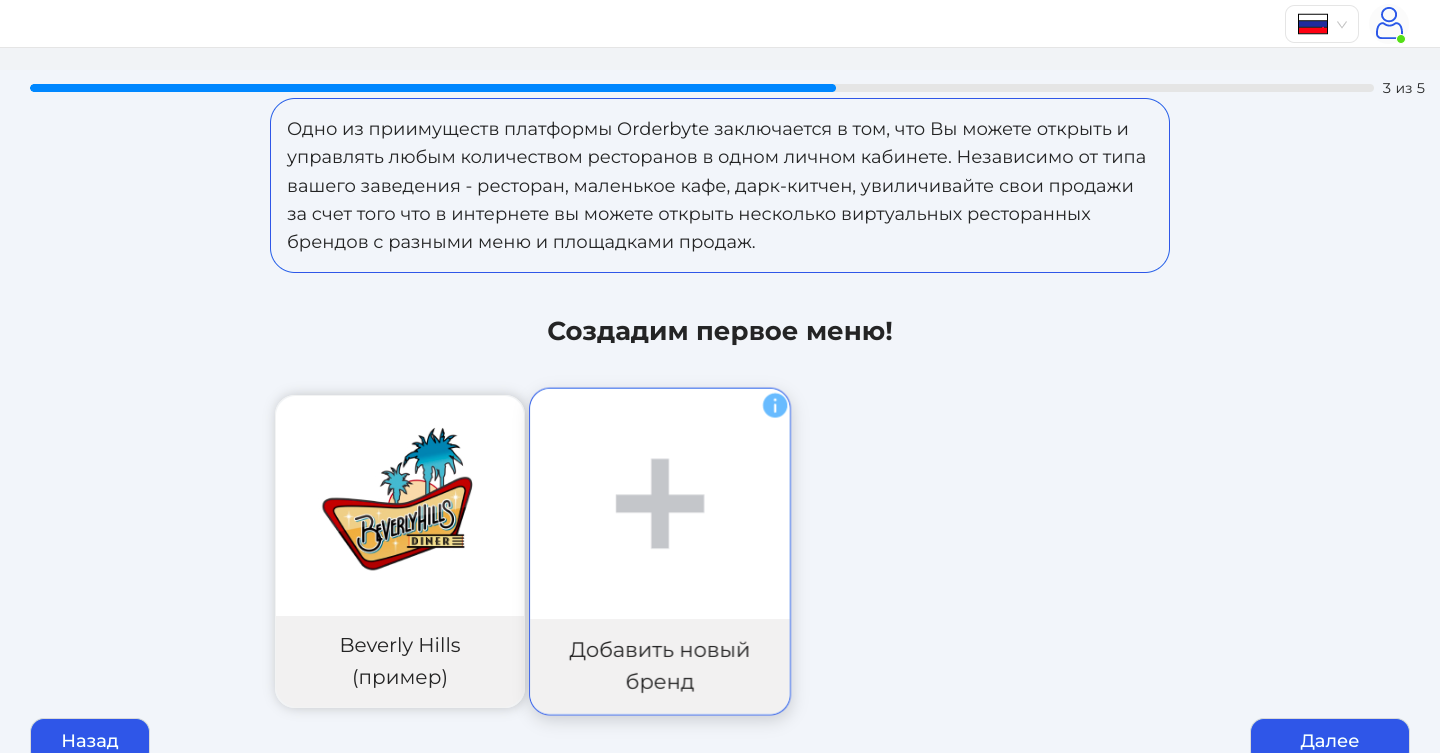 3 из 5
Одно из приимуществ платформы Orderbyte заключается в том, что Вы можете открыть и
управлять любым количеством ресторанов в одном личном кабинете. Независимо от типа
вашего заведения - ресторан, маленькое кафе, дарк-китчен, увиличивайте свои продажи
за счет того что в интернете вы можете открыть несколько виртуальных ресторанных
брендов с разными меню и площадками продаж.
Создадим первое меню!
BEVERLY HILLS
DINER
Beverly Hills
(пример)
Добавить новый
бренд
Назад
Далее